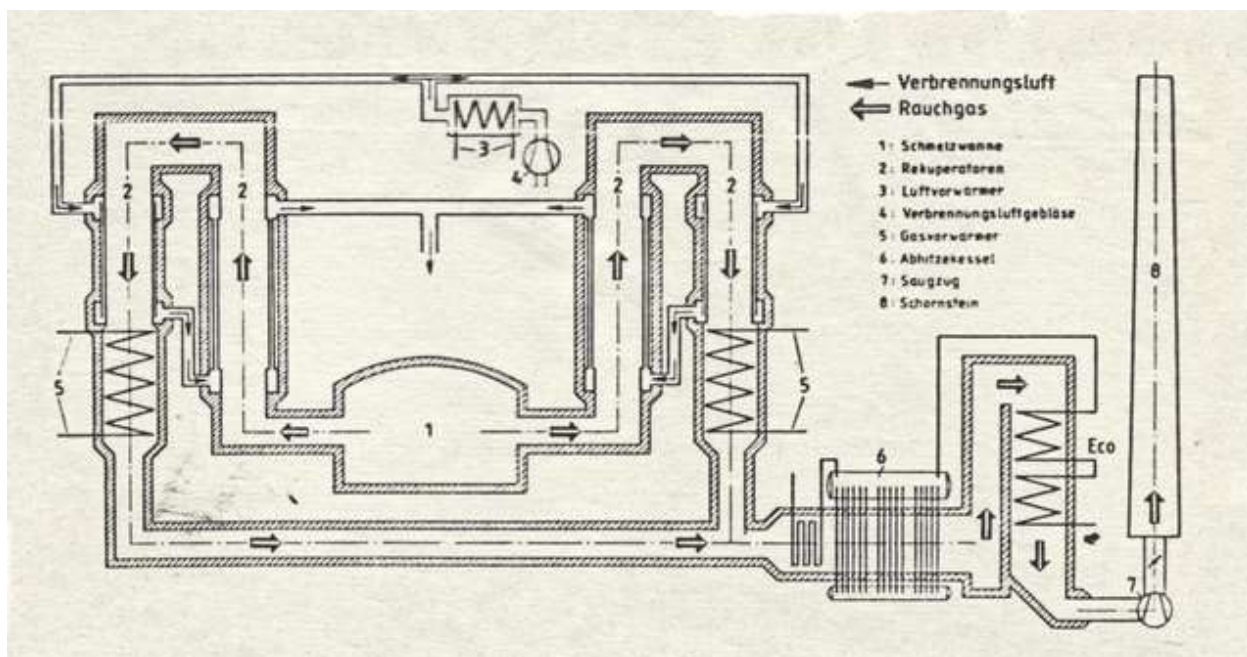 Verbrennungsluft
Rauchgas
1: Schmelzwanne
2: Rekuperatoren
3: Luftvorwärmer
4: Verbrennungsluftgebläse
5: Gasvorwärmer
6: Abhitzekessel
7: Saugzug
8: Schornstein
3
4
2
2
2
2
8
5
5
1
6
Eco
7